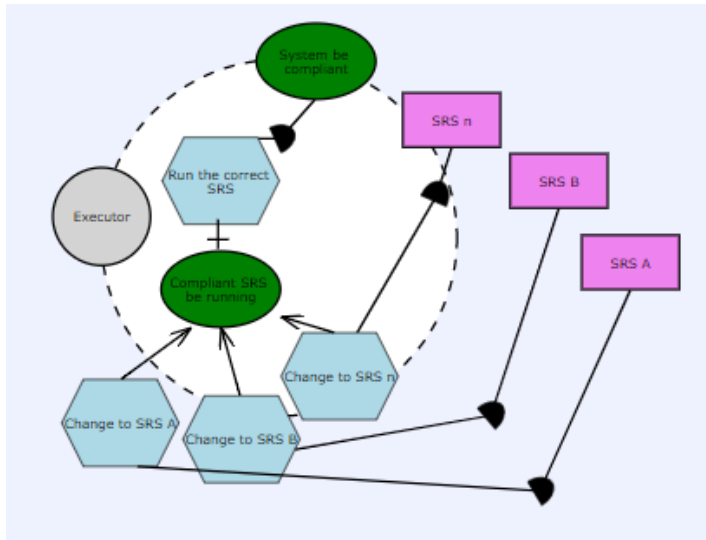 System be
compliant
SRS n
Run the correct
SRS
SRS B
Executor
SRS A
Compliant SRS
be running
Change to SRS n
Change to SRS A
Change to SRS B